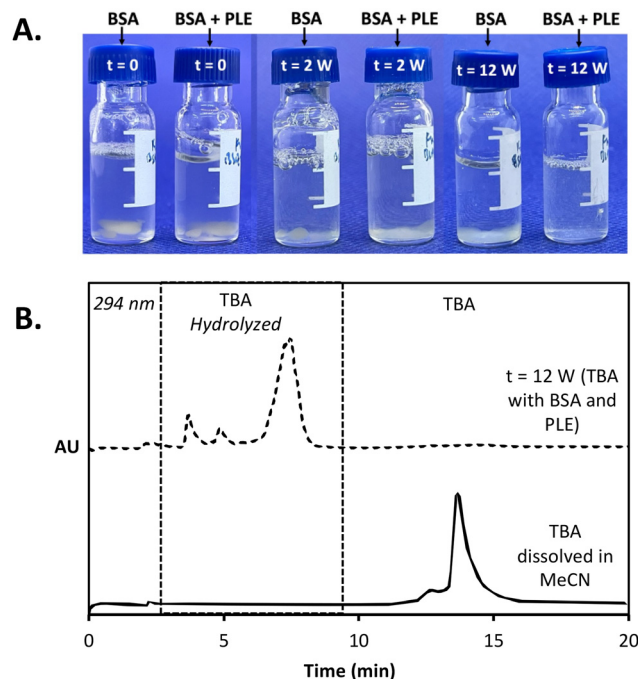 A.
BSA
BSA + PLE
BSA
BSA + PLE
BSA
BSA + PLE
t = 0
t = 0
t = 2 W
t = 2 W
t = 12 W
t = 12 W
B.
294 nm
TBA
Hydrolyzed
TBA
t = 12 W (TBA
with BSA and
PLE)
AU
TBA
dissolved in
MeCN
0
5
10
15
20
Time (min)